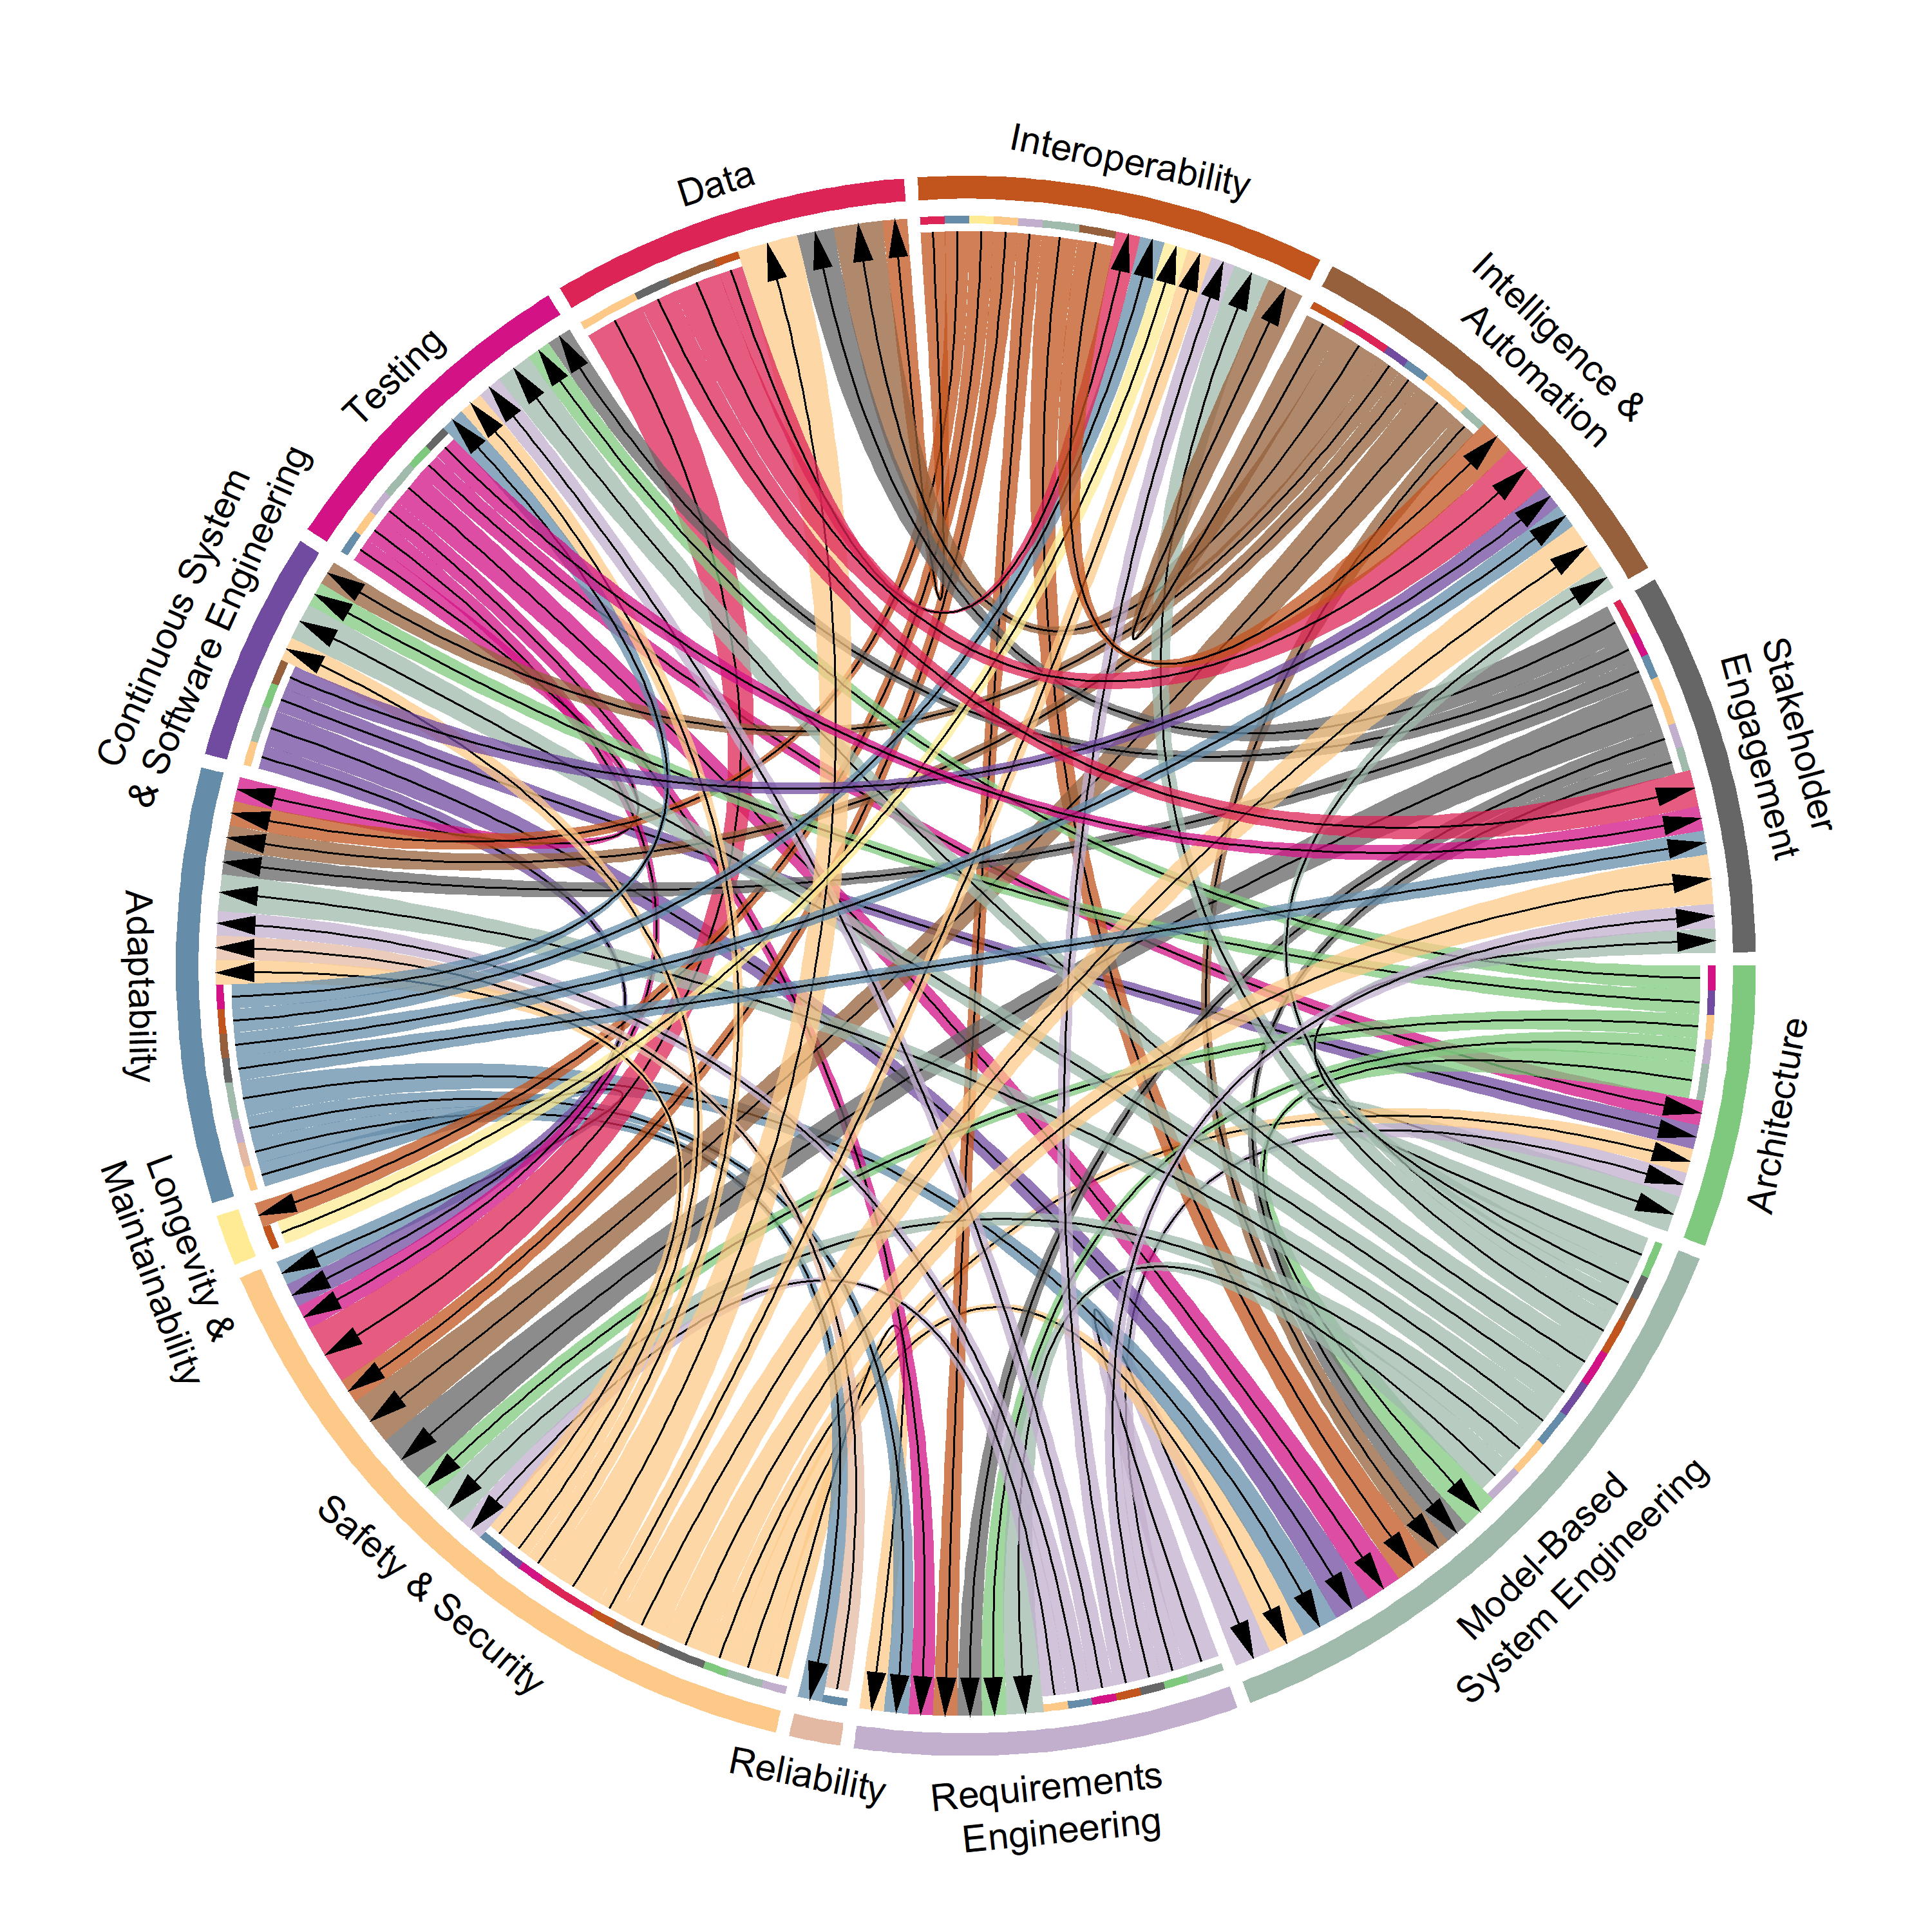 Interoperability
Intelligence &
Automation
Stakeholder
Engagement
Architecture
Model-Based
System Engineering
Requirements
Engineering
Reliability
Safety & Security
Longevity &
Maintainability
Adaptability
Continuous System
& Software Engineering
Testing
Data